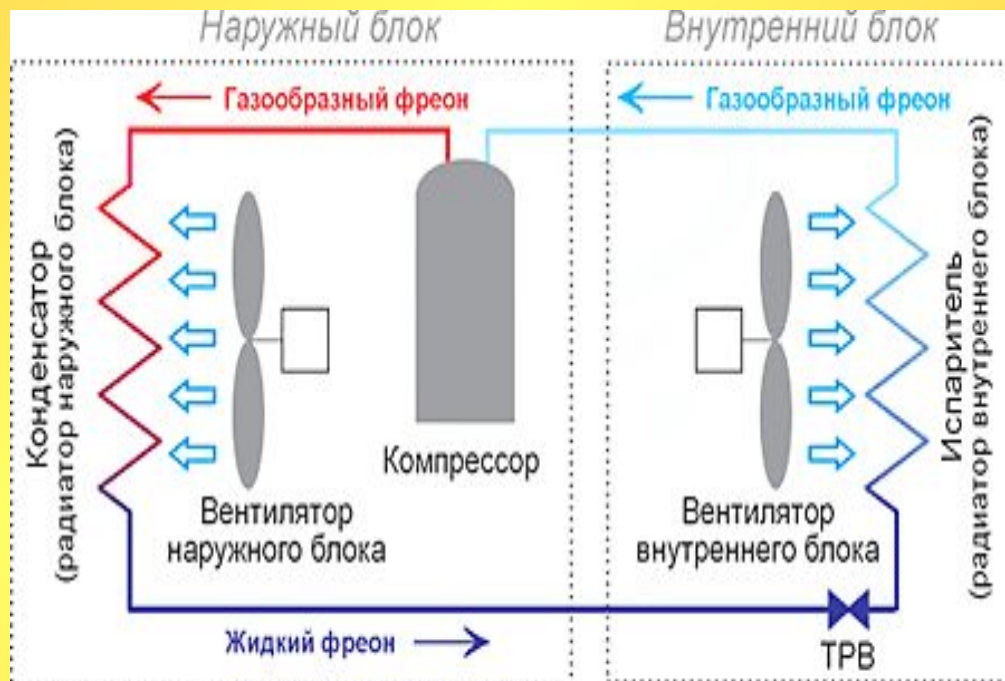 Наружный блок
Внутренний блок
Газообразный фреон
Газообразный фреон
Конденсатор
(радиатор наружного блока)
Компрессор
Вентилятор
наружного блока
Вентилятор
внутреннего блока
Испаритель
(радиатор внутреннего блока)
Жидкий фреон
ТРВ